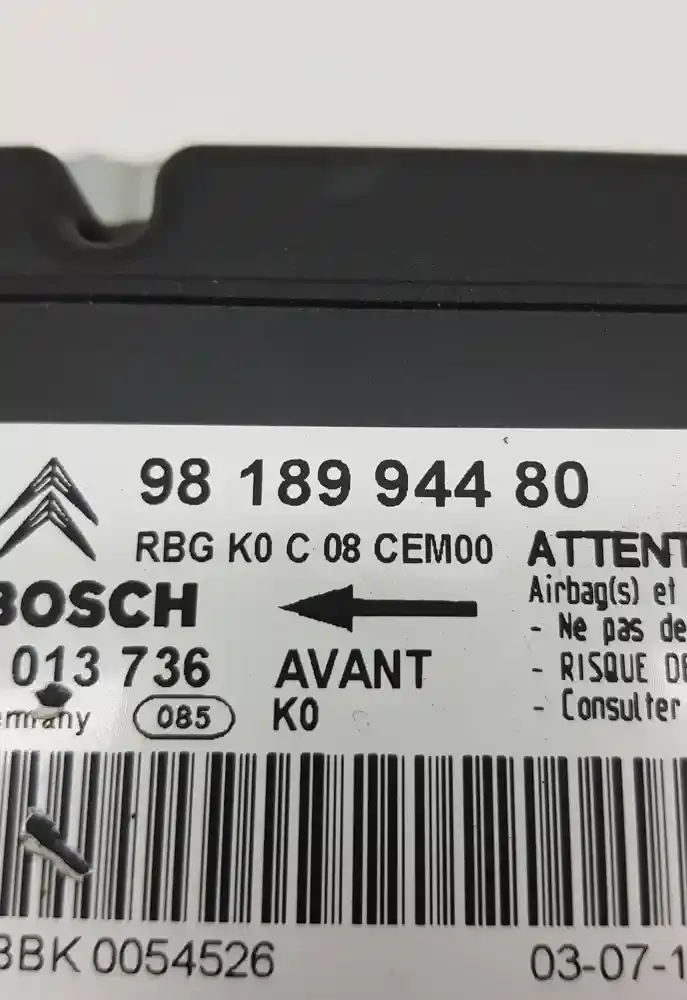 98 189 944 80
RBG K0 C 08 CEM00
BOSCH
013 736
AVANT
085
K0
ATTENT
Airbag(s) et
- Ne pas de
- RISQUE DE
- Consulter
BBK 0054526
03-07-1